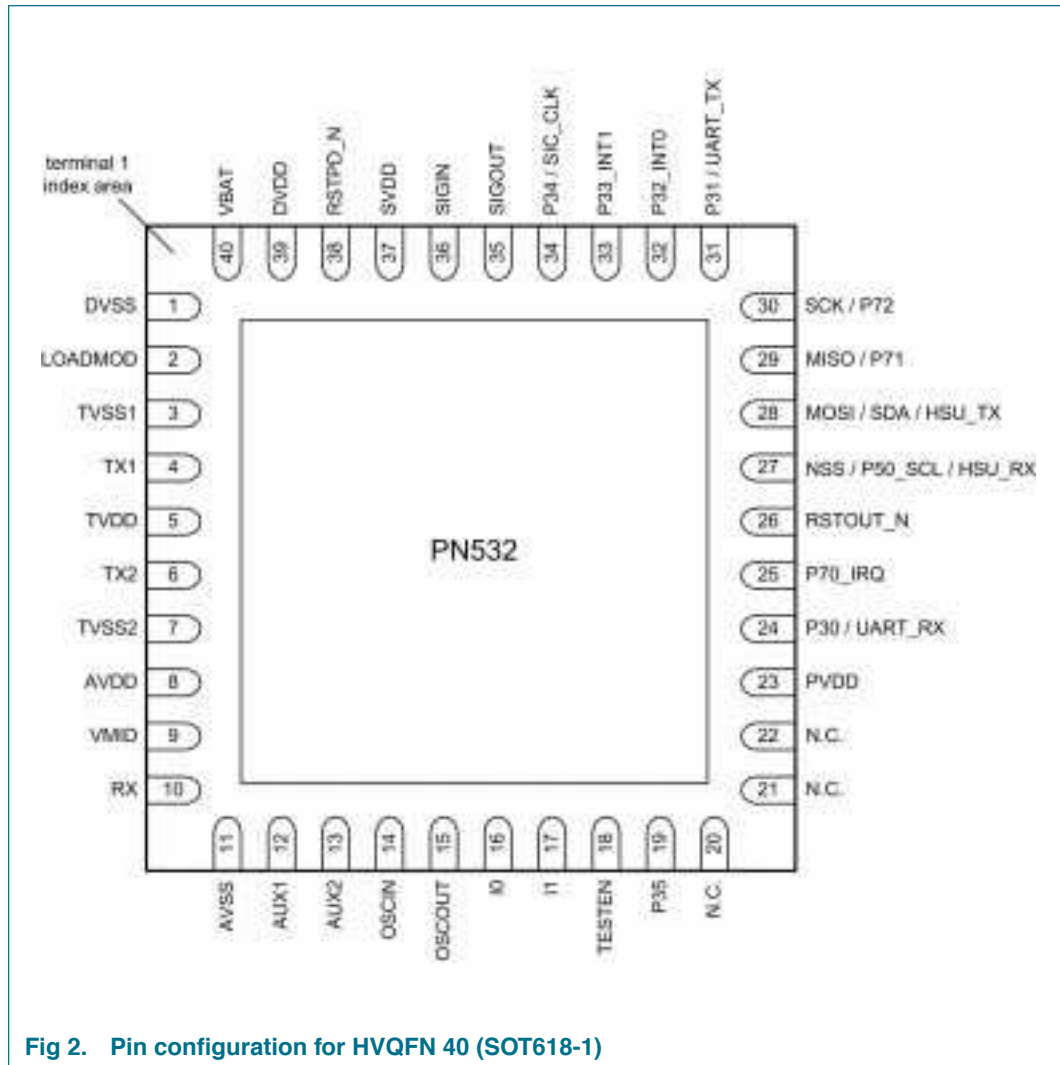 terminal 1
index area
VBAT
DVDD
RSTPD_N
SVDD
SIGIN
SIGOUT
P34 / SIC_CLK
P33_INT1
P32_INT0
P31 / UART_TX
40
39
38
37
36
35
34
33
32
31
DVSS 1
LOADMOD 2
TVSS1 3
TX1 4
TVDD 5
TX2 6
TVSS2 7
AVDD 8
VMID 9
RX 10
PN532
30 SCK / P72
29 MISO / P71
28 MOSI / SDA / HSU_TX
27 NSS / P50_SCL / HSU_RX
26 RSTOUT_N
25 P70_IRQ
24 P30 / UART_RX
23 PVDD
22 N.C.
21 N.C.
11
12
13
14
15
16
17
18
19
20
AVSS
AUX1
AUX2
OSCIN
OSCOUT
I0
I1
TESTEN
P35
N.C.
Fig 2. Pin configuration for HVQFN 40 (SOT618-1)